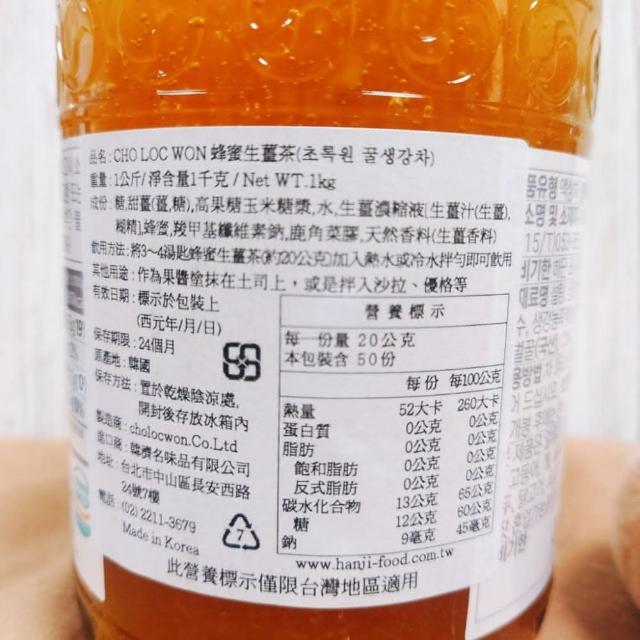 品名 : CHO LOC WON 蜂蜜生薑茶(초록원 꿀생강차)
重量 : 1公斤/淨含量1千克 / Net WT.1kg
成份 : 糖,甜薑(薑,糖),高果糖玉米糖漿,水,生薑濃縮液[生薑汁(生薑),
糊精],蜂蜜,羧甲基纖維素鈉,鹿角菜膠,天然香料(生薑香料)
飲用方法:將3~4湯匙蜂蜜生薑茶(約20公克)加入熱水或冷水拌勻即可飲用
其他用途 : 作為果醬塗抹在土司上，或是拌入沙拉、優格等
有效日期 : 標示於包裝上
(西元年/月/日)
保存期限 : 24個月
原產地 : 韓國
保存方法 : 置於乾燥陰涼處,
開封後存放冰箱內
製造商 : cholocwon.Co.Ltd
進口商 : 韓濟名味品有限公司
地址 : 台北市中山區長安西路
24號7樓
電話 : (02) 2211-3679
Made in Korea
7
營養標示
每一份量 20公克
本包裝含 50份
每份 每100公克
熱量 52大卡 260大卡
蛋白質 0公克 0公克
脂肪 0公克 0公克
飽和脂肪 0公克 0公克
反式脂肪 0公克 0公克
碳水化合物 13公克 65公克
糖 12公克 60公克
鈉 9毫克 45毫克
www.hanji-food.com.tw
此營養標示僅限台灣地區適用